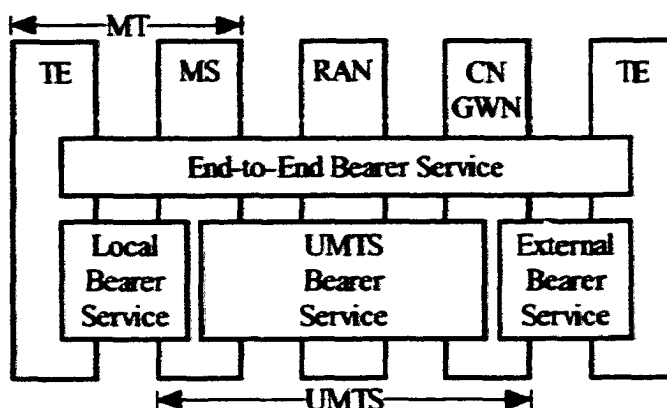 MT
TE
MS
RAN
CN
TE
GWN
End-to-End Bearer Service
Local
Bearer
Service
UMTS
Bearer
Service
External
Bearer
Service
UMTS